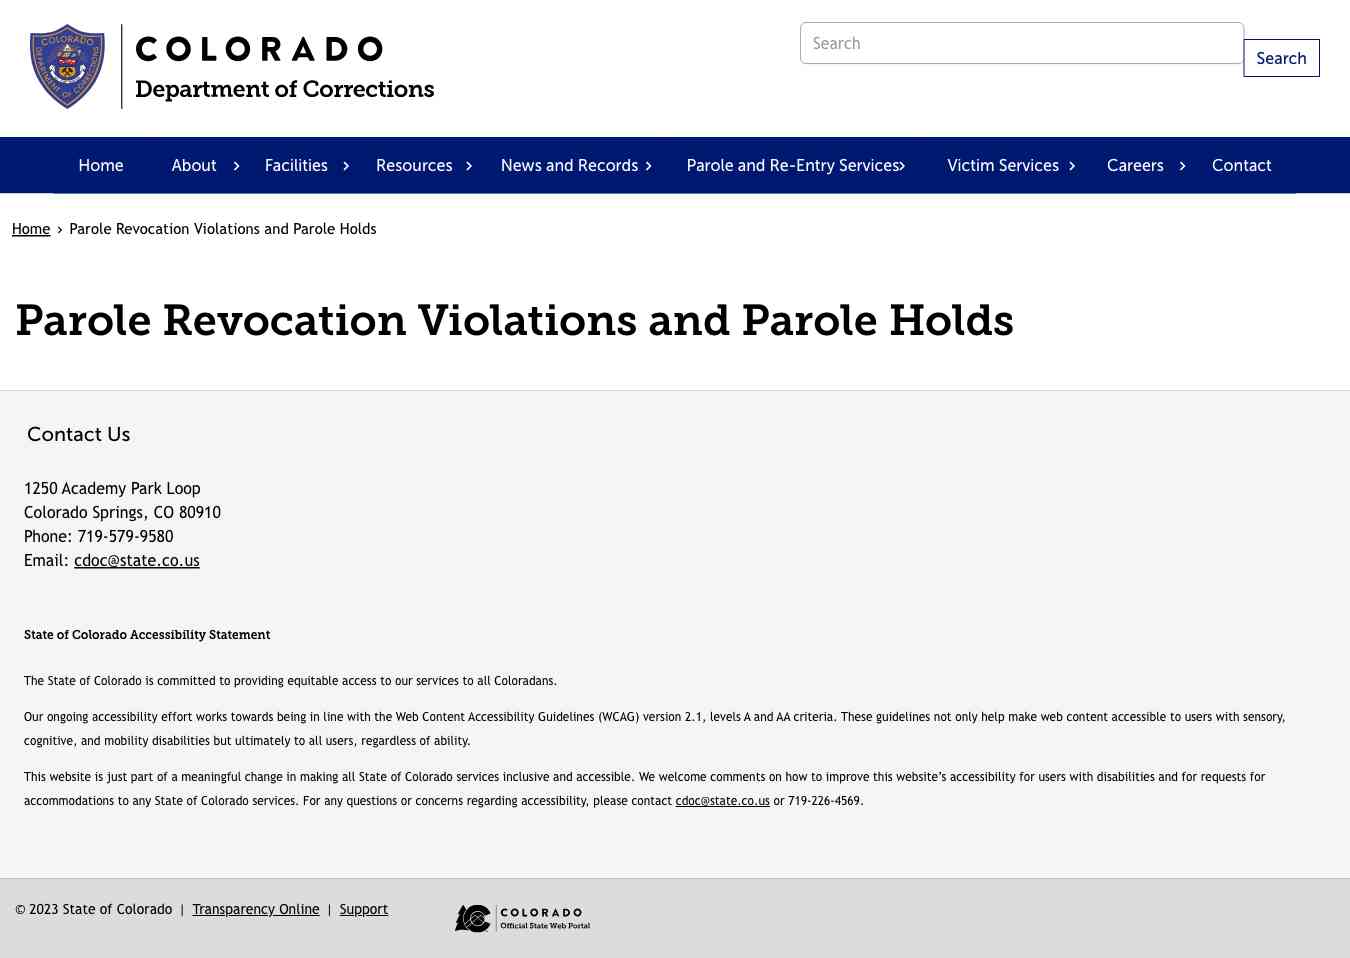 COLORADO
Department of Corrections
Search
Search
Home About Facilities Resources News and Records Parole and Re-Entry Services Victim Services Careers Contact
Home › Parole Revocation Violations and Parole Holds
Parole Revocation Violations and Parole Holds
Contact Us
1250 Academy Park Loop
Colorado Springs, CO 80910
Phone: 719-579-9580
Email: cdoc@state.co.us
State of Colorado Accessibility Statement
The State of Colorado is committed to providing equitable access to our services to all Coloradans.
Our ongoing accessibility effort works towards being in line with the Web Content Accessibility Guidelines (WCAG) version 2.1, levels A and AA criteria. These guidelines not only help make web content accessible to users with sensory,
cognitive, and mobility disabilities but ultimately to all users, regardless of ability.
This website is just part of a meaningful change in making all State of Colorado services inclusive and accessible. We welcome comments on how to improve this website’s accessibility for users with disabilities and for requests for
accommodations to any State of Colorado services. For any questions or concerns regarding accessibility, please contact cdoc@state.co.us or 719-226-4569.
© 2023 State of Colorado | Transparency Online | Support
COLORADO
Official State Web Portal